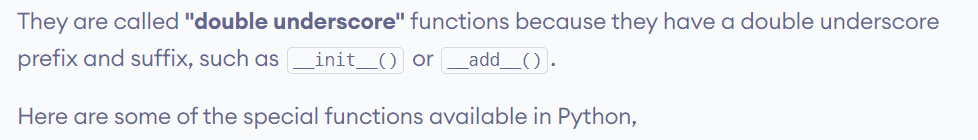 They are called "double underscore" functions because they have a double underscore
prefix and suffix, such as __init__() or __add__().
Here are some of the special functions available in Python,